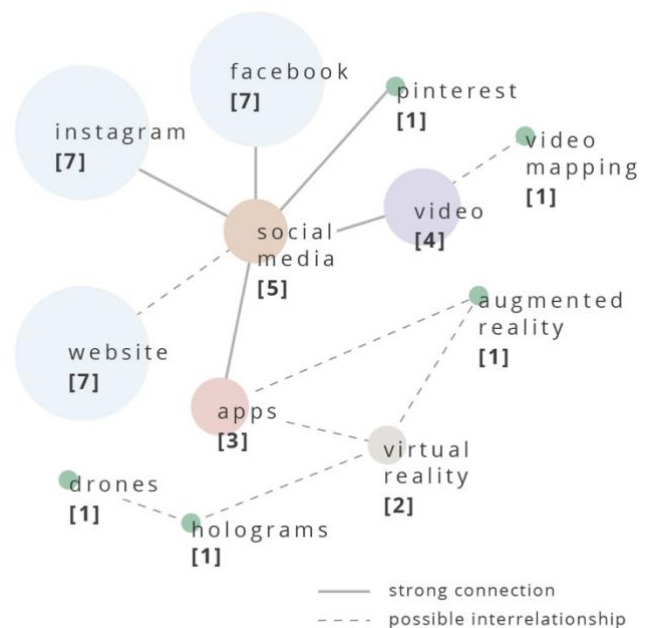 facebook
[7]
pinterest
[1]
instagram
[7]
video
mapping
[1]
video
[4]
social
media
[5]
augmented
reality
[1]
website
[7]
apps
[3]
virtual
reality
[2]
drones
[1]
holograms
[1]
strong connection
possible interrelationship